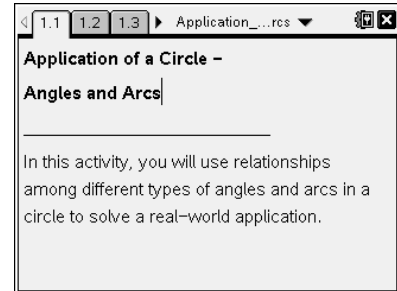 1.1 1.2 1.3 Application_...rcs
Application of a Circle –
Angles and Arcs
In this activity, you will use relationships
among different types of angles and arcs in a
circle to solve a real–world application.